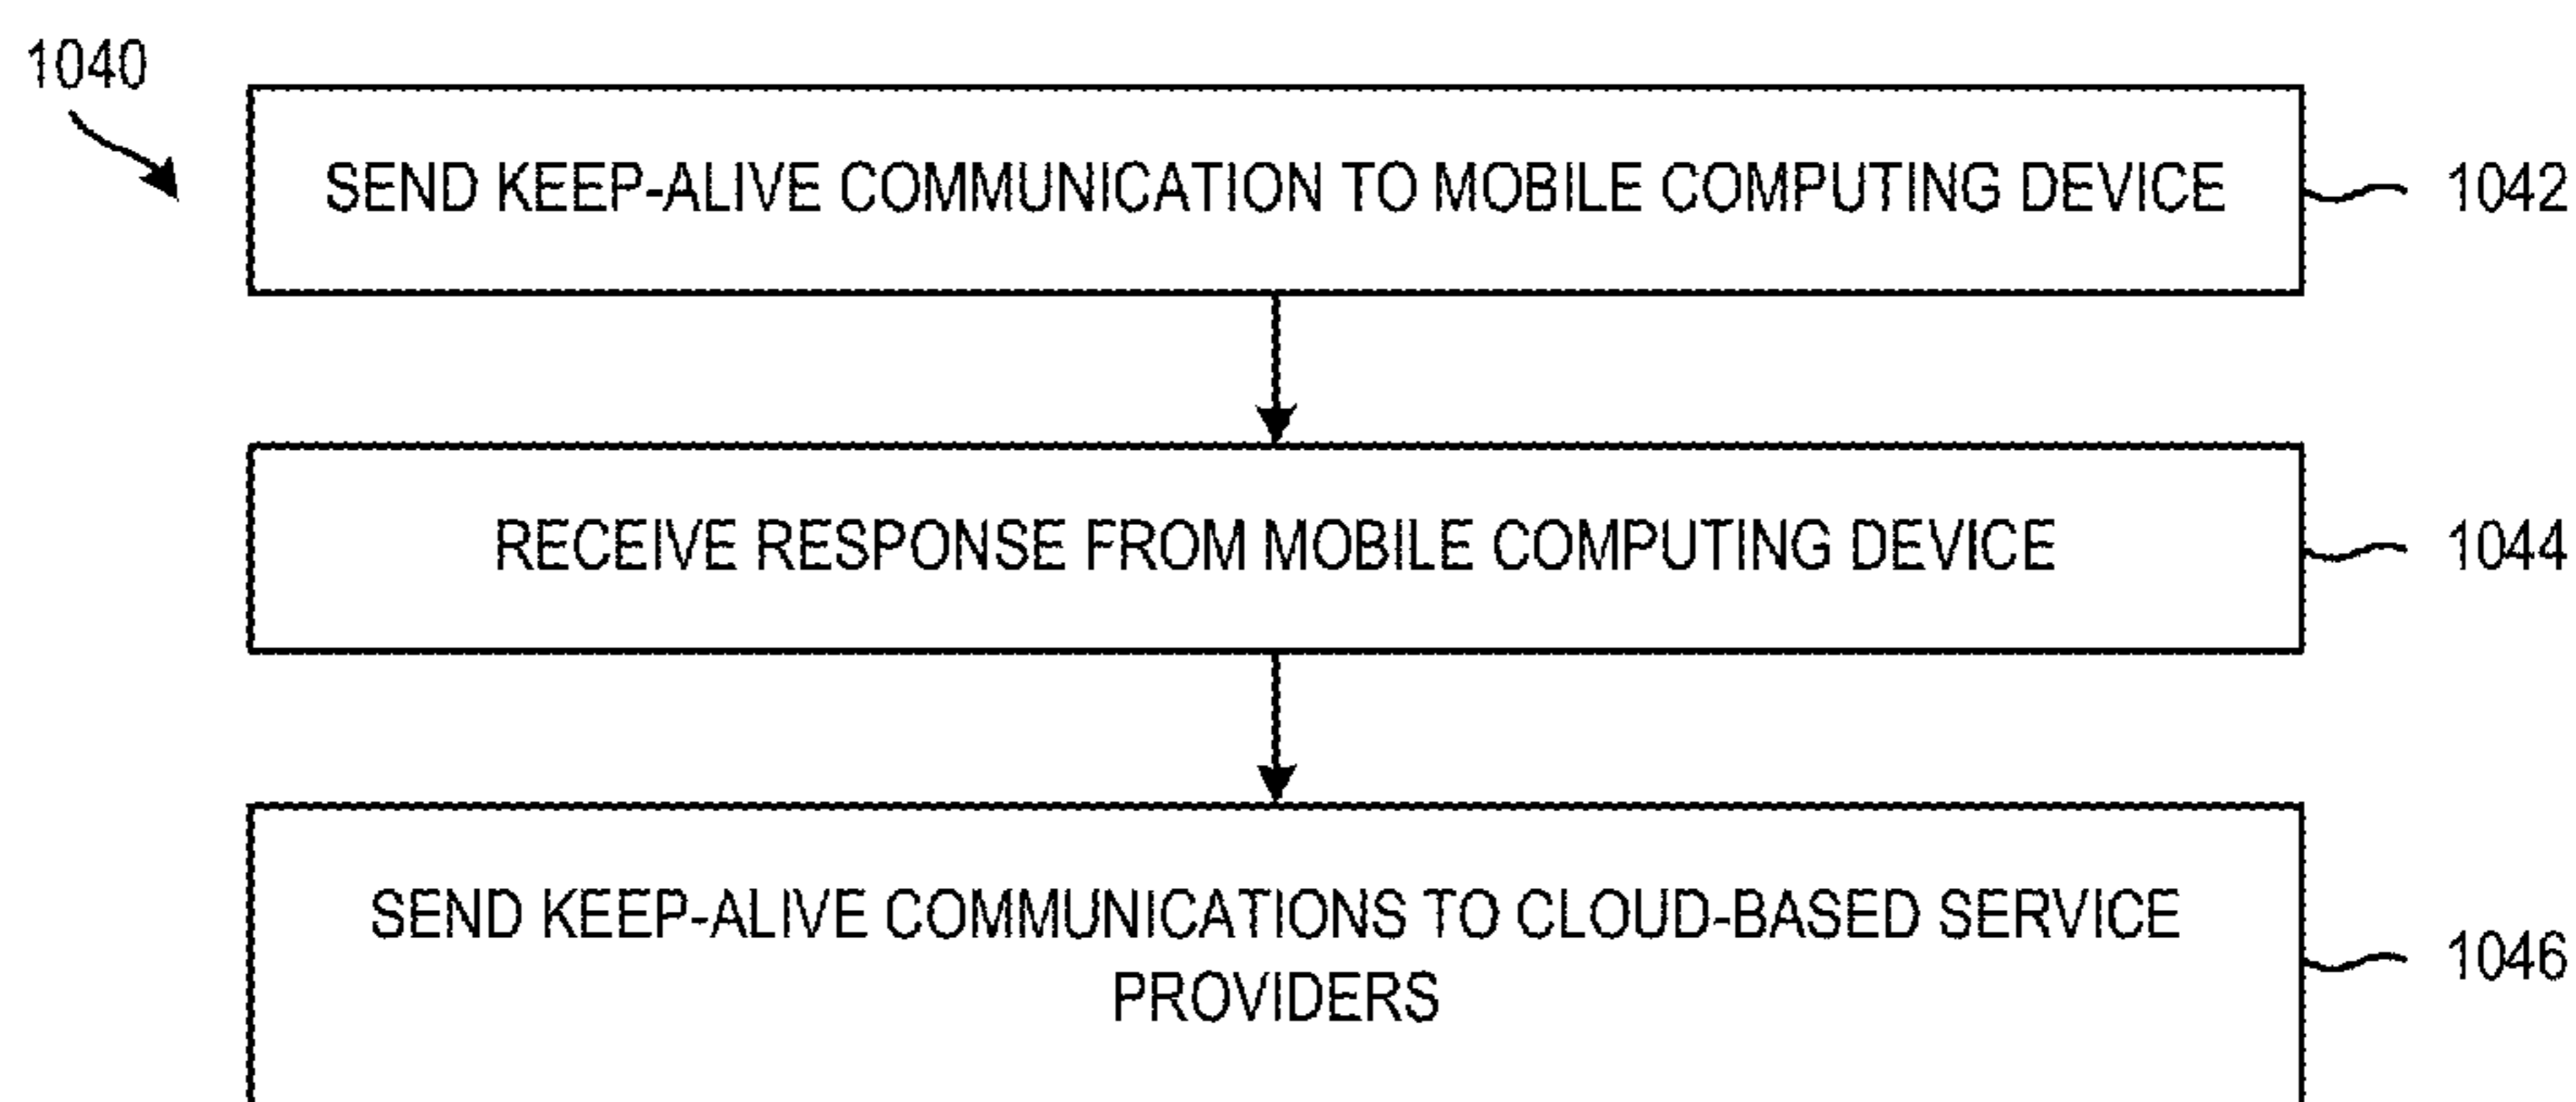 1040
SEND KEEP-ALIVE COMMUNICATION TO MOBILE COMPUTING DEVICE
1042
RECEIVE RESPONSE FROM MOBILE COMPUTING DEVICE
1044
SEND KEEP-ALIVE COMMUNICATIONS TO CLOUD-BASED SERVICE
PROVIDERS
1046